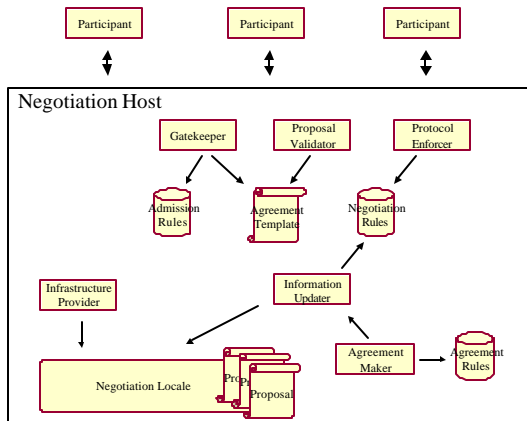 Participant
Participant
Participant
Negotiation Host
Gatekeeper
Proposal
Validator
Protocol
Enforcer
Admission
Rules
Agreement
Template
Negotiation
Rules
Infrastructure
Provider
Information
Updater
Negotiation Locale
Pro
P
Proposal
Agreement
Maker
Agreement
Rules